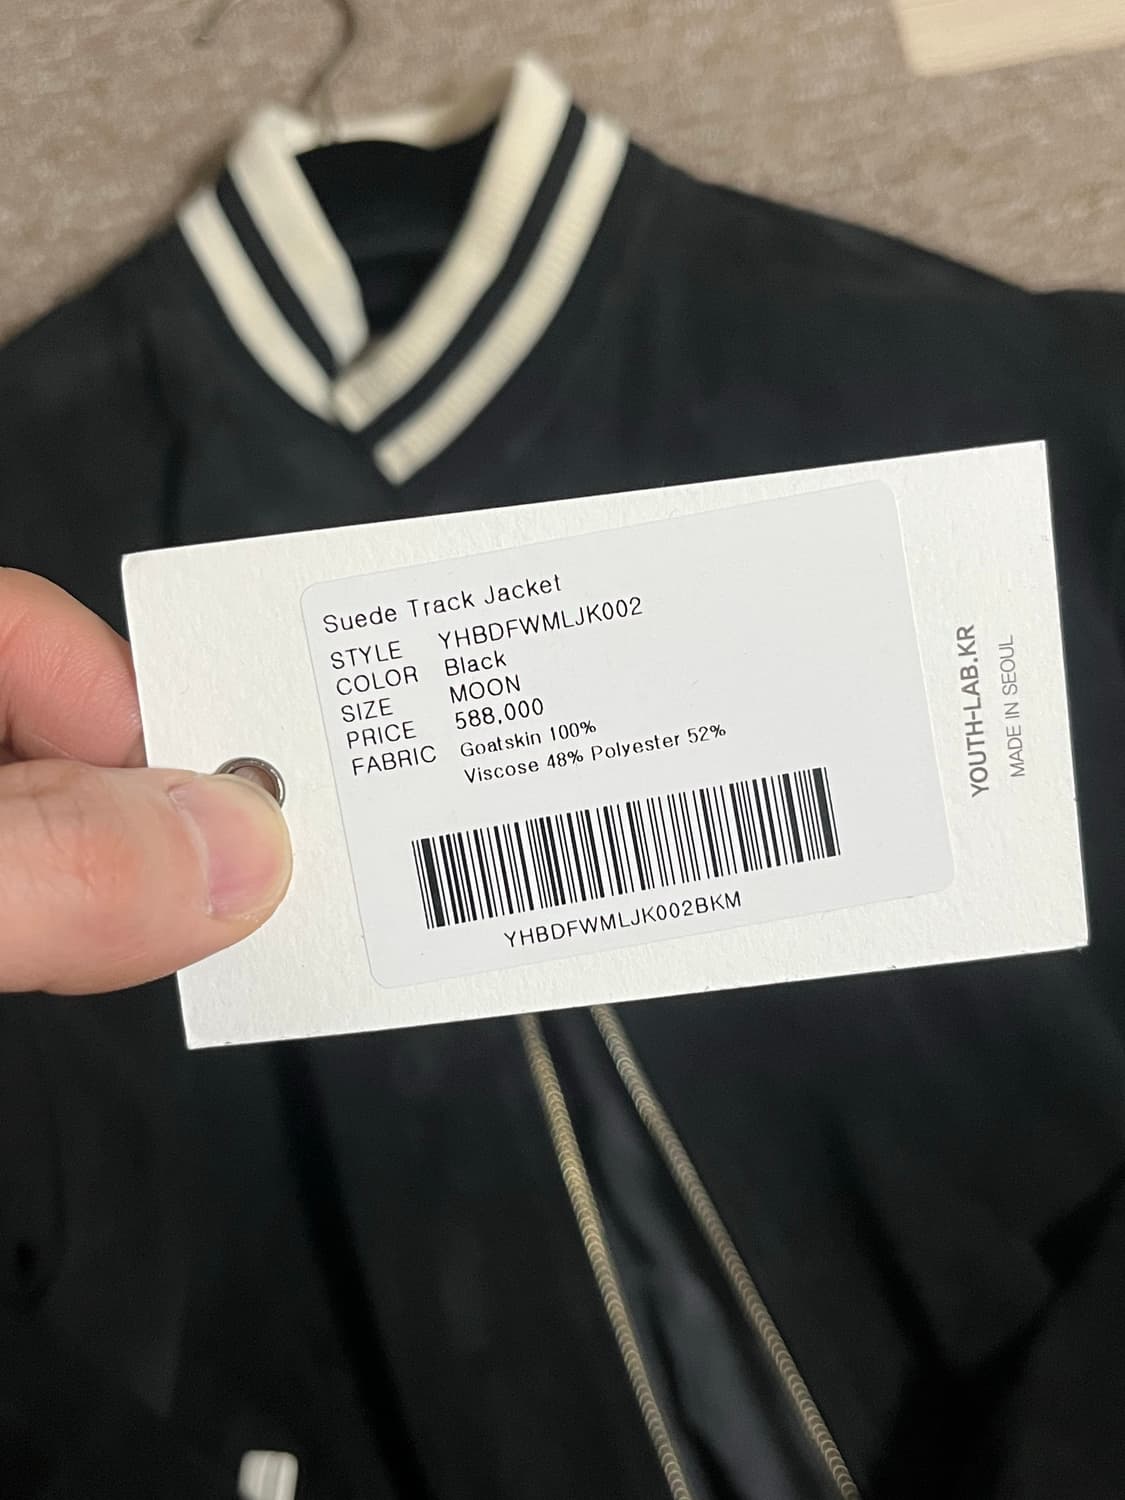 Suede Track Jacket
STYLE YHBDFWMLJK002
COLOR Black
SIZE MOON
PRICE 588,000
FABRIC Goatskin 100%
Viscose 48% Polyester 52%
YHBDFWMLJK002BKM
YOUTH-LAB.KR
MADE IN SEOUL